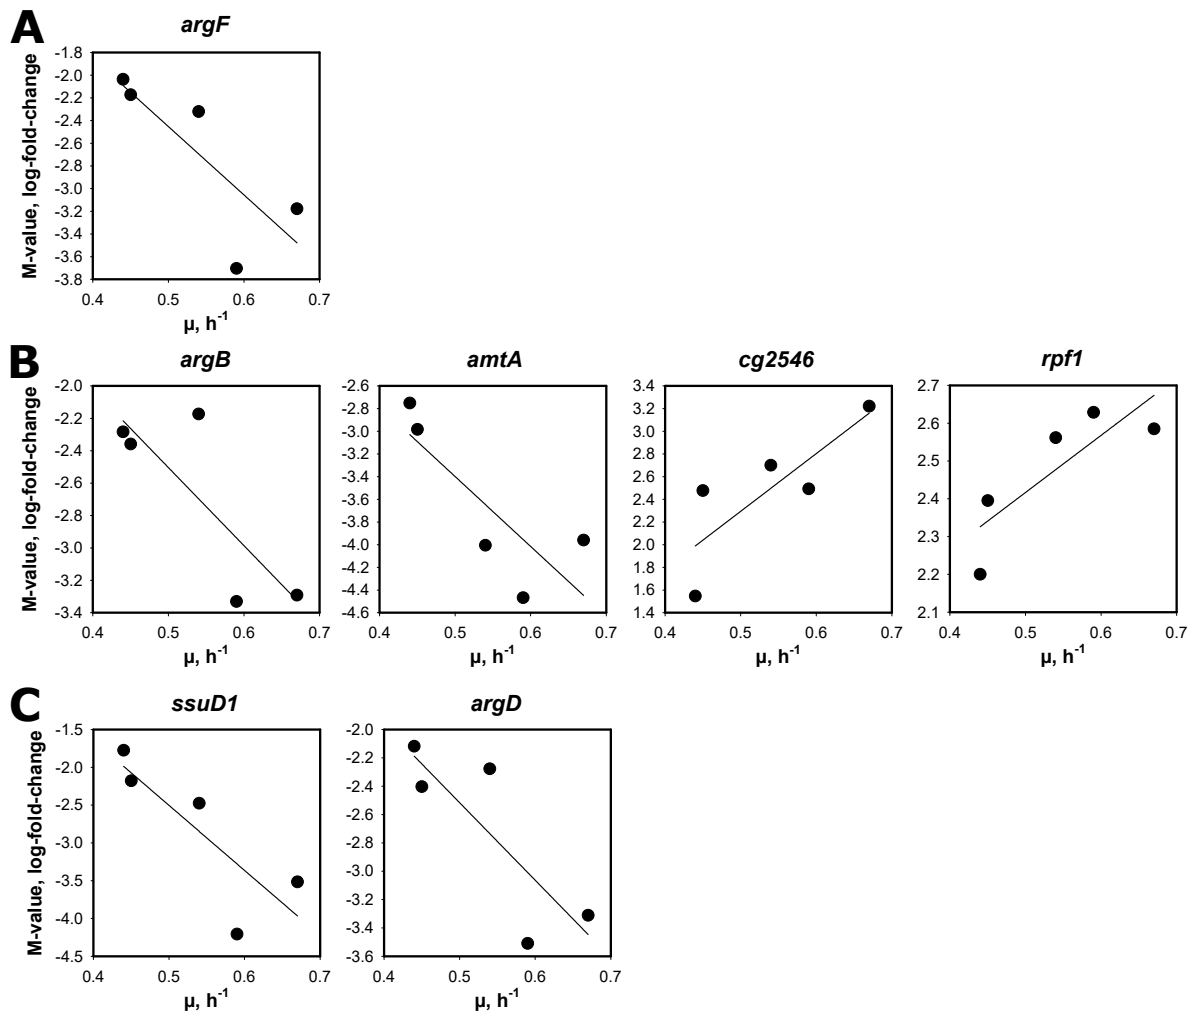 A
argF
M-value, log-fold-change
-1.8
-2.0
-2.2
-2.4
-2.6
-2.8
-3.0
-3.2
-3.4
-3.6
-3.8
0.4 0.5 0.6 0.7
µ, h-1
B
argB
M-value, log-fold-change
-2.0
-2.2
-2.4
-2.6
-2.8
-3.0
-3.2
-3.4
0.4 0.5 0.6 0.7
µ, h-1
amtA
-2.6
-2.8
-3.0
-3.2
-3.4
-3.6
-3.8
-4.0
-4.2
-4.4
-4.6
0.4 0.5 0.6 0.7
µ, h-1
cg2546
3.4
3.2
3.0
2.8
2.6
2.4
2.2
2.0
1.8
1.6
1.4
0.4 0.5 0.6 0.7
µ, h-1
rpf1
2.7
2.6
2.5
2.4
2.3
2.2
2.1
0.4 0.5 0.6 0.7
µ, h-1
C
ssuD1
M-value, log-fold-change
-1.5
-2.0
-2.5
-3.0
-3.5
-4.0
-4.5
0.4 0.5 0.6 0.7
µ, h-1
argD
-2.0
-2.2
-2.4
-2.6
-2.8
-3.0
-3.2
-3.4
-3.6
0.4 0.5 0.6 0.7
µ, h-1